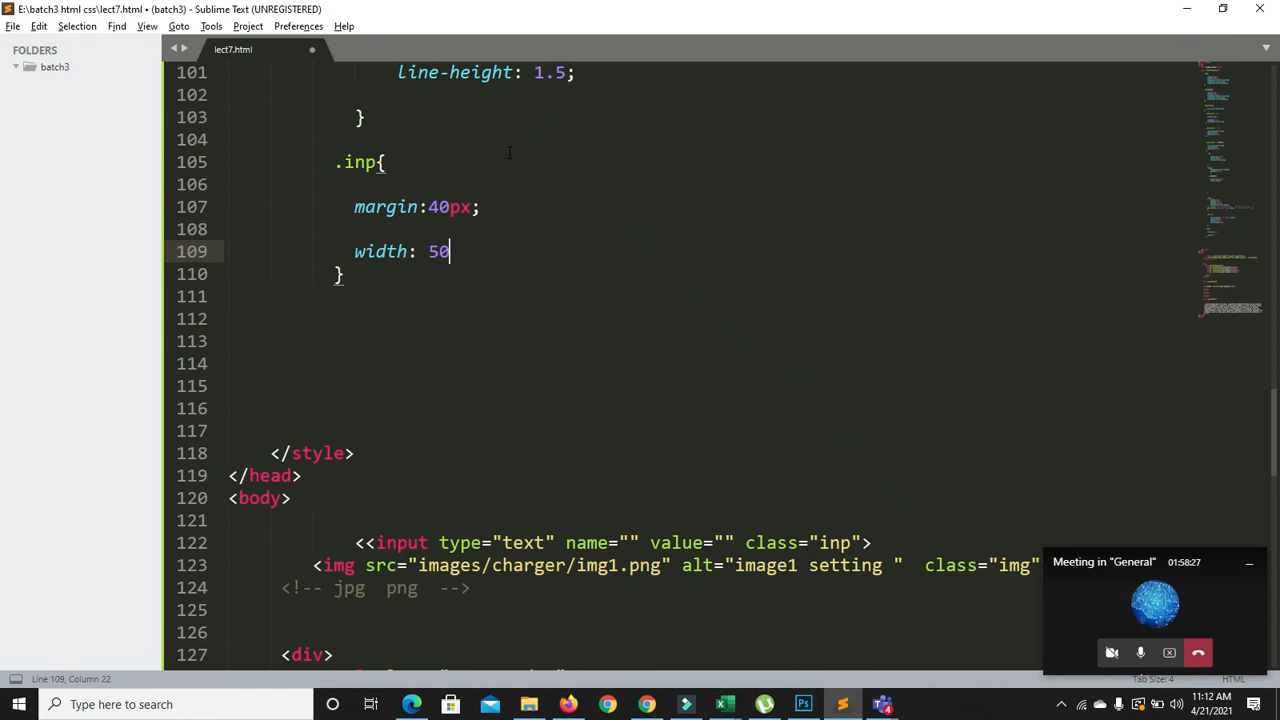 E:\batch3 html css\lect7.html • (batch3) - Sublime Text (UNREGISTERED)
File Edit Selection Find View Goto Tools Project Preferences Help
FOLDERS
batch3
lect7.html
101 line-height: 1.5;
102
103 }
104
105 .inp{
106
107 margin:40px;
108
109 width: 50
110 }
111
112
113
114
115
116
117
118 </style>
119 </head>
120 <body>
121
122 <<input type="text" name="" value="" class="inp">
123 <img src="images/charger/img1.png" alt="image1 setting " class="img"
124 <!-- jpg png -->
125
126
127 <div>
Meeting in "General" 01:58:27
Line 109, Column 22
Tab Size: 4 HTML
Type here to search
11:12 AM
4/21/2021